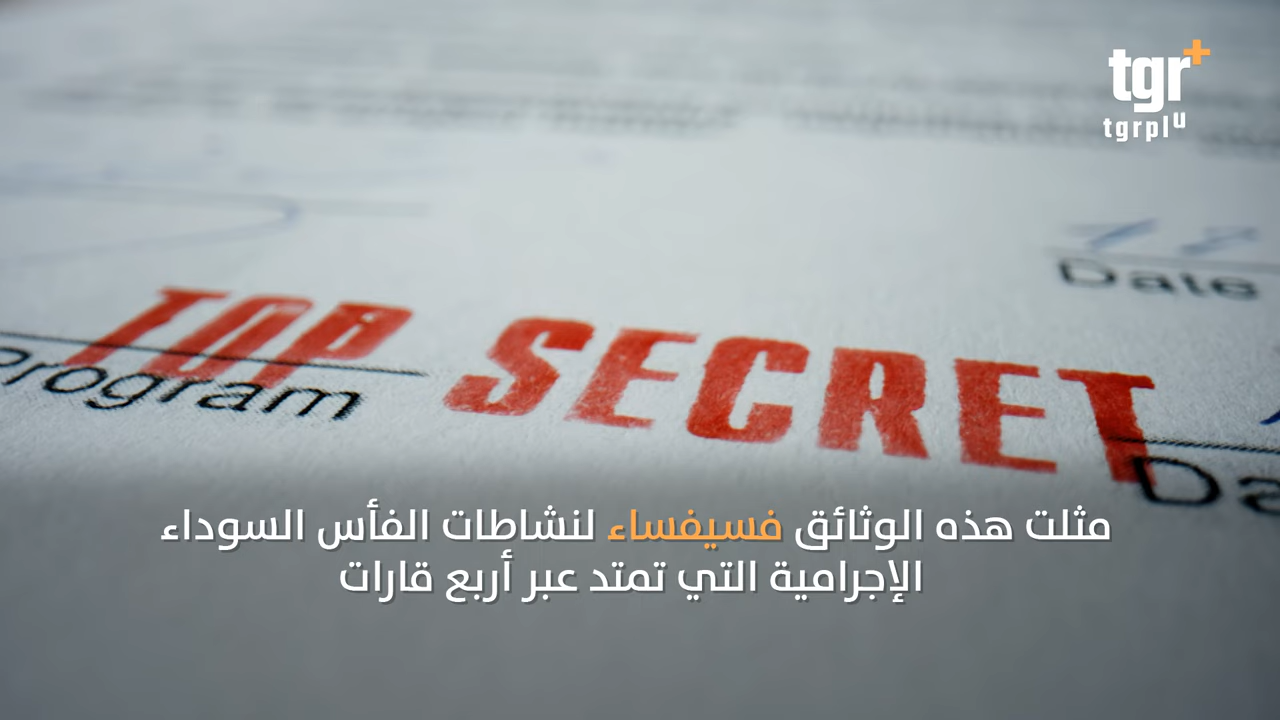 tgr+
tgrplu
Date
TOP SECRET
Program
Da
مثلت هذه الوثائق فسيفساء لنشاطات الفأس السوداء
الإجرامية التي تمتد عبر أربع قارات